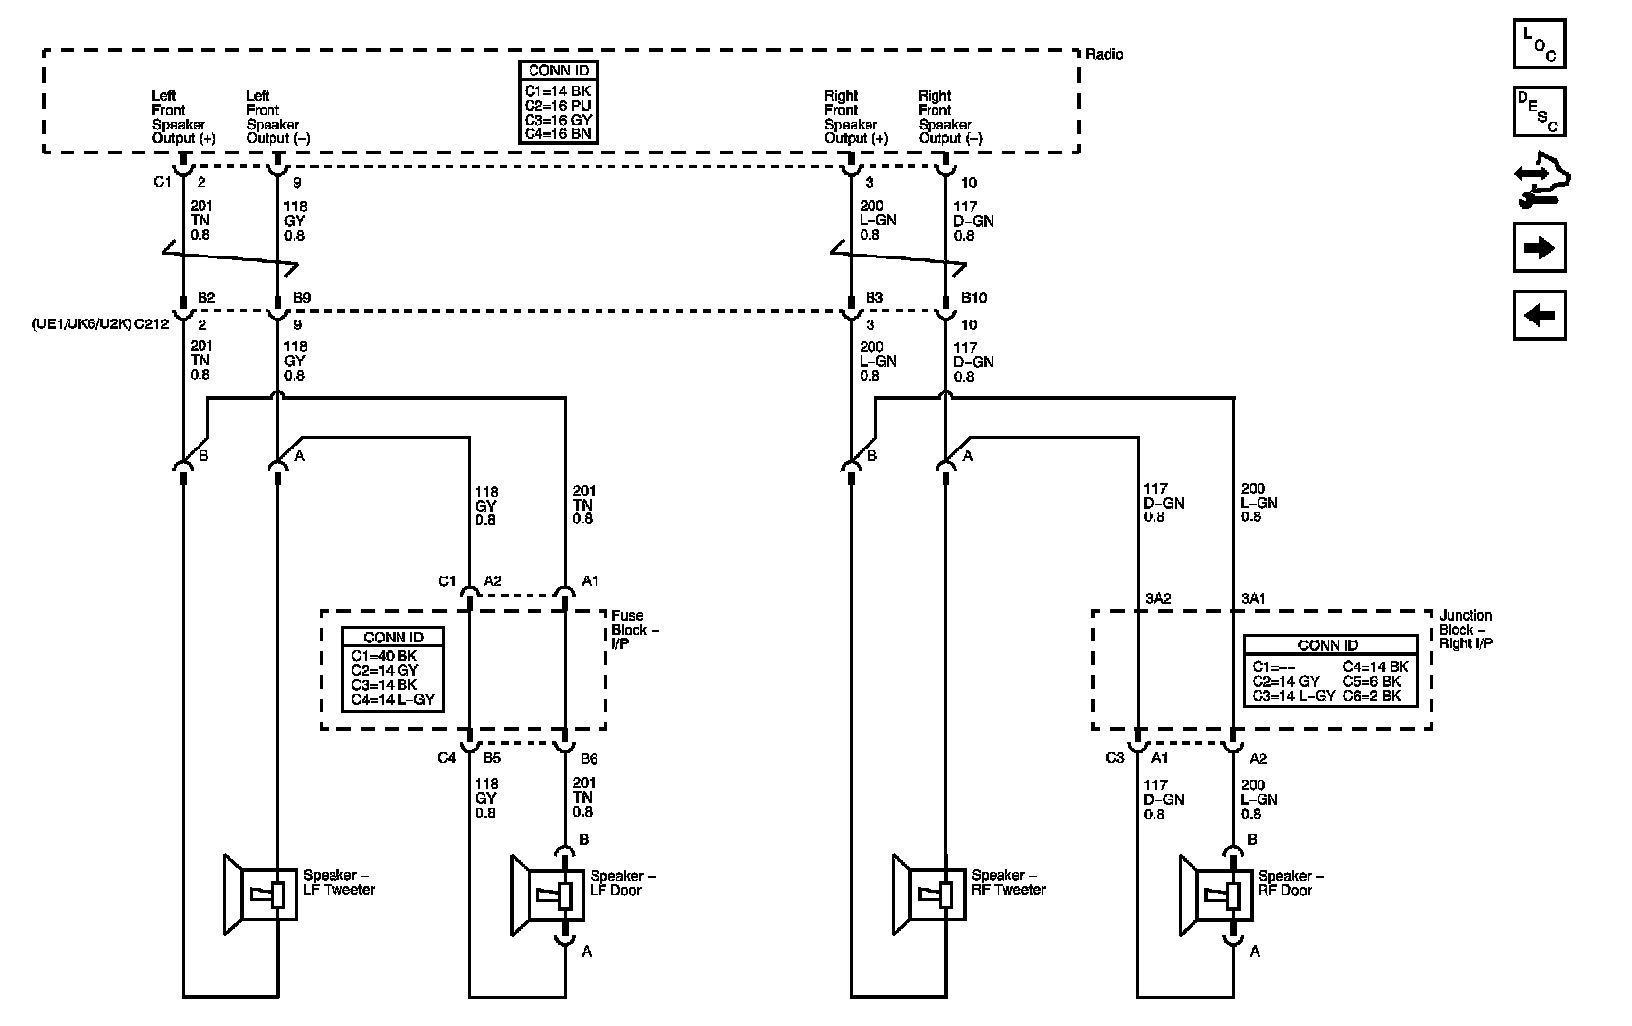 Radio
LOC
DESC
CONN ID
C1=14 BK
C2=16 PU
C3=16 GY
C4=16 BN
Left
Front
Speaker
Output (+)
Left
Front
Speaker
Output (−)
Right
Front
Speaker
Output (+)
Right
Front
Speaker
Output (−)
C1 2 9 3 10
201
TN
0.8
118
GY
0.8
200
L−GN
0.8
117
D−GN
0.8
B2 B9 B3 B10
(UE1/UK6/U2K) C212 2 9 3 10
201
TN
0.8
118
GY
0.8
200
L−GN
0.8
117
D−GN
0.8
B A B A
118
GY
0.8
201
TN
0.8
117
D−GN
0.8
200
L−GN
0.8
C1 A2 A1
3A2 3A1
Fuse
Block −
I/P
CONN ID
C1=40 BK
C2=14 GY
C3=14 BK
C4=14 L−GY
Junction
Block −
Right I/P
CONN ID
C1=−− C4=14 BK
C2=14 GY C5=6 BK
C3=14 L−GY C6=2 BK
C4 B5 B6
C3 A1 A2
118
GY
0.8
201
TN
0.8
117
D−GN
0.8
200
L−GN
0.8
B B
Speaker −
LF Tweeter
Speaker −
LF Door
Speaker −
RF Tweeter
Speaker −
RF Door
A A